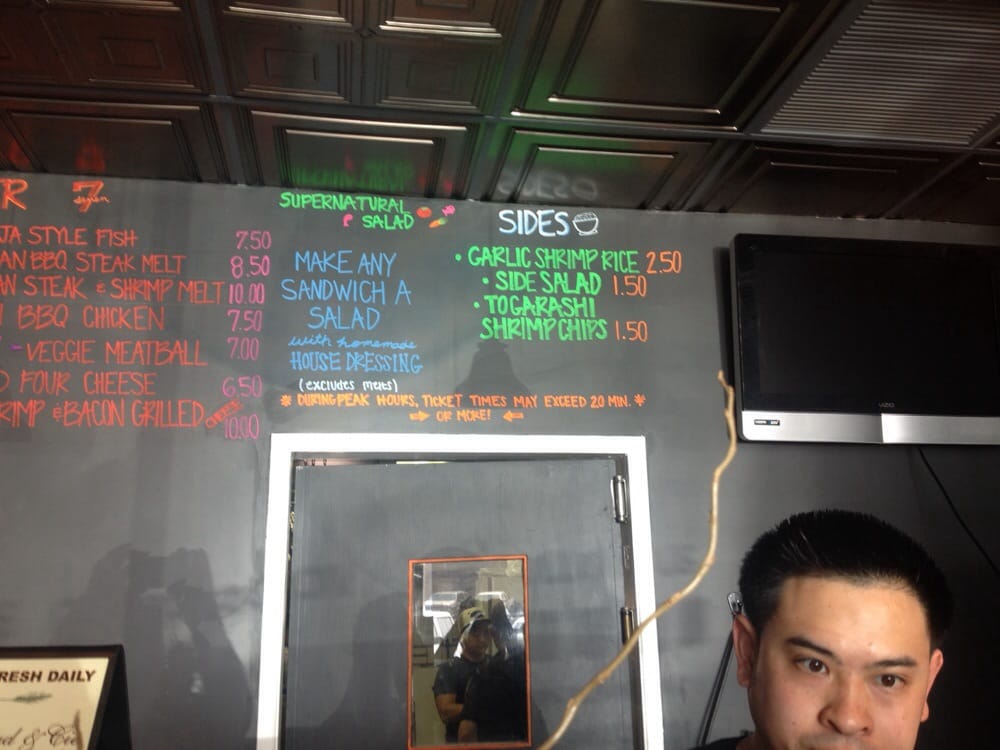 R 7
JA STYLE FISH 7.50
AN BBQ STEAK MELT 8.50
AN STEAK & SHRIMP MELT 10.00
BBQ CHICKEN 7.50
- VEGGIE MEATBALL 7.00
FOUR CHEESE 6.50
RIMP & BACON GRILLED CHEESE 10.00
SUPERNATURAL
SALAD
MAKE ANY
SANDWICH A
SALAD
with homemade
HOUSE DRESSING
(excludes melts)
* DURING PEAK HOURS, TICKET TIMES MAY EXCEED 20 MIN. *
⇒ OR MORE! ⇐
SIDES
• GARLIC SHRIMP RICE 2.50
• SIDE SALAD 1.50
• TOGARASHI
SHRIMP CHIPS 1.50
VIZIO
RESH DAILY